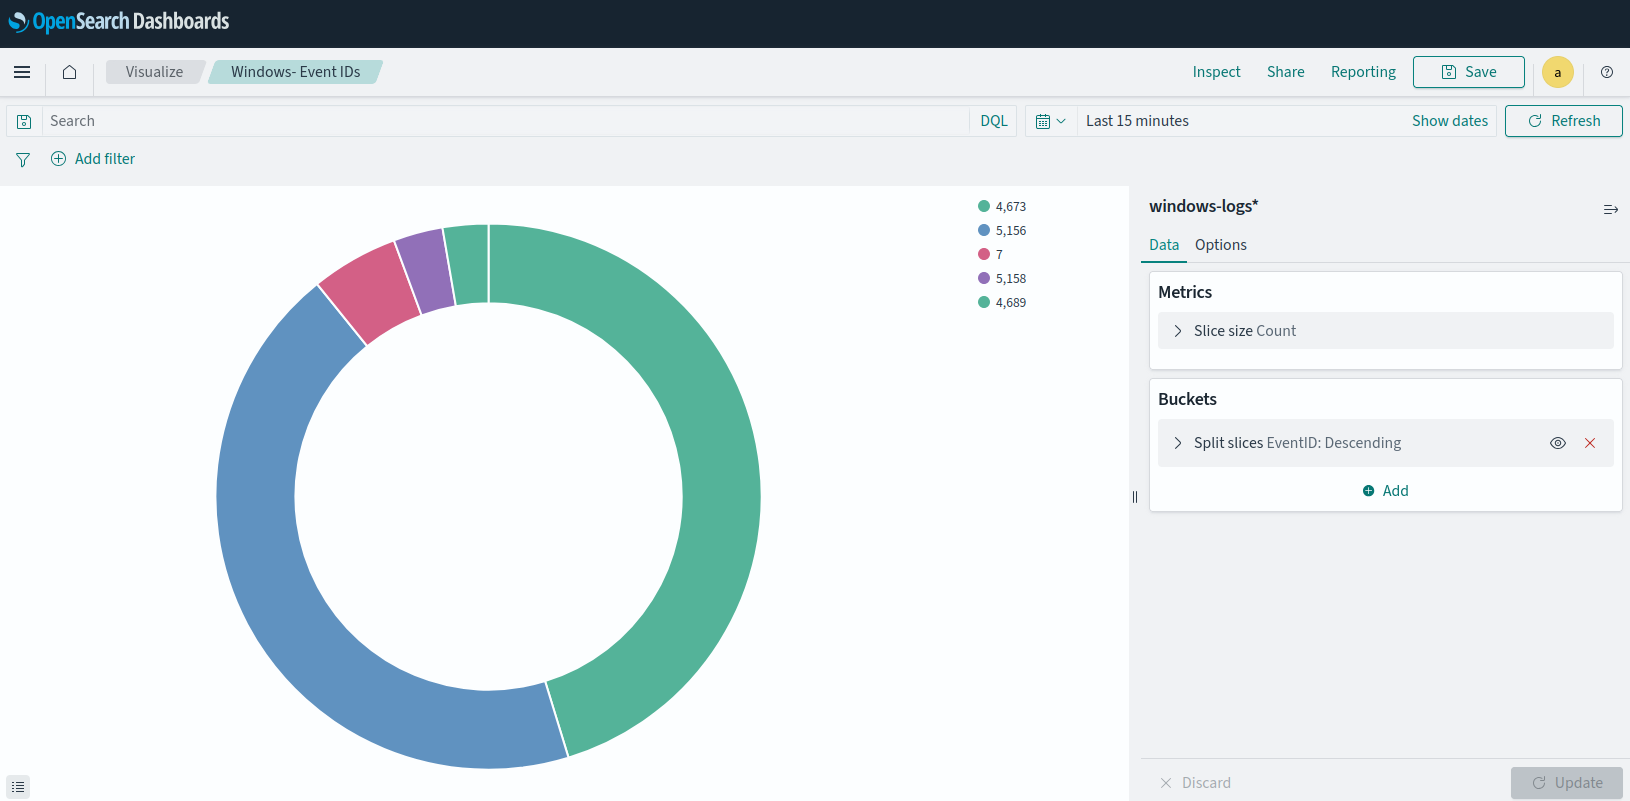 OpenSearch Dashboards
Visualize
Windows- Event IDs
Inspect
Share
Reporting
Save
a
Search
DQL
Last 15 minutes
Show dates
Refresh
Add filter
4,673
5,156
7
5,158
4,689
windows-logs*
Data
Options
Metrics
Slice size Count
Buckets
Split slices EventID: Descending
Add
Discard
Update